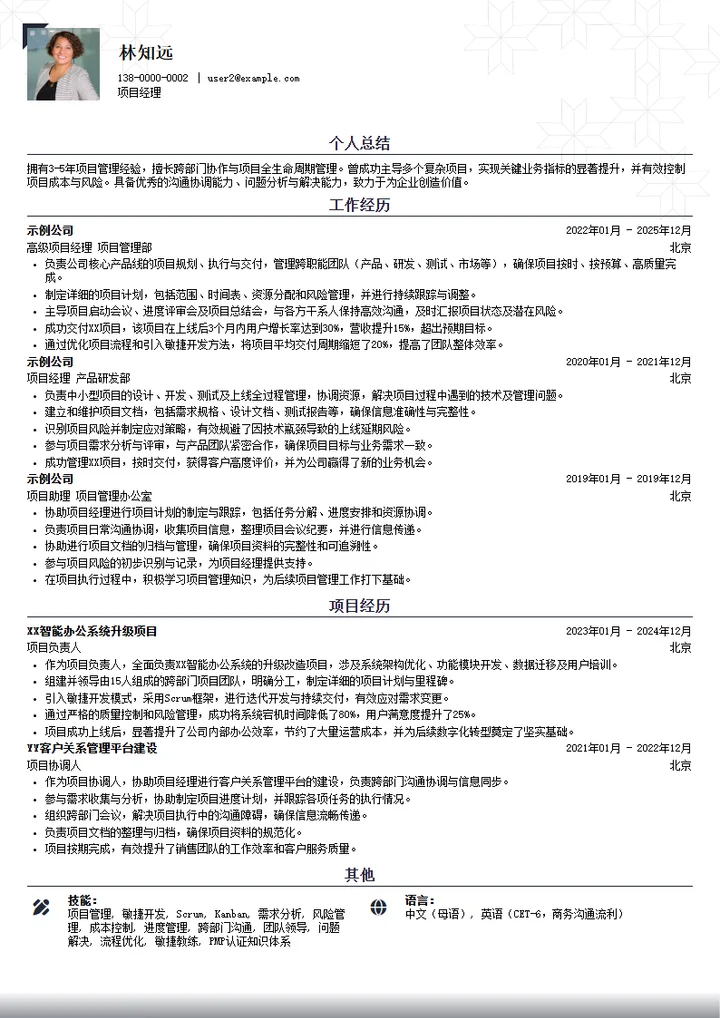 林知远
138-0000-0002 | user2@example.com
项目经理
个人总结
拥有3-5年项目管理经验，擅长跨部门协作与项目全生命周期管理。曾成功主导多个复杂项目，实现关键业务指标的显著提升，并有效控制
项目成本与风险。具备优秀的沟通协调能力、问题分析与解决能力，致力于为企业创造价值。
工作经历
示例公司 2022年01月 - 2025年12月
高级项目经理 项目管理部 北京
• 负责公司核心产品线的项目规划、执行与交付，管理跨职能团队（产品、研发、测试、市场等），确保项目按时、按预算、高质量完
成。
• 制定详细的项目计划，包括范围、时间表、资源分配和风险管理，并进行持续跟踪与调整。
• 主导项目启动会议、进度评审会及项目总结会，与各方干系人保持高效沟通，及时汇报项目状态及潜在风险。
• 成功交付XX项目，该项目在上线后3个月内用户增长率达到30%，营收提升15%，超出预期目标。
• 通过优化项目流程和引入敏捷开发方法，将项目平均交付周期缩短了20%，提高了团队整体效率。
示例公司 2020年01月 - 2021年12月
项目经理 产品研发部 北京
• 负责中小型项目的设计、开发、测试及上线全过程管理，协调资源，解决项目过程中遇到的技术及管理问题。
• 建立和维护项目文档，包括需求规格、设计文档、测试报告等，确保信息准确性与完整性。
• 识别项目风险并制定应对策略，有效规避了因技术瓶颈导致的上线延期风险。
• 参与项目需求分析与评审，与产品团队紧密合作，确保项目目标与业务需求一致。
• 成功管理XX项目，按时交付，获得客户高度评价，并为公司赢得了新的业务机会。
示例公司 2019年01月 - 2019年12月
项目助理 项目管理办公室 北京
• 协助项目经理进行项目计划的制定与跟踪，包括任务分解、进度安排和资源协调。
• 负责项目日常沟通协调，收集项目信息，整理项目会议纪要，并进行信息传递。
• 协助进行项目文档的归档与管理，确保项目资料的完整性和可追溯性。
• 参与项目风险的初步识别与记录，为项目经理提供支持。
• 在项目执行过程中，积极学习项目管理知识，为后续项目管理工作打下基础。
项目经历
XX智能办公系统升级项目 2023年01月 - 2024年12月
项目负责人 北京
• 作为项目负责人，全面负责XX智能办公系统的升级改造项目，涉及系统架构优化、功能模块开发、数据迁移及用户培训。
• 组建并领导由15人组成的跨部门项目团队，明确分工，制定详细的项目计划与里程碑。
• 引入敏捷开发模式，采用Scrum框架，进行迭代开发与持续交付，有效应对需求变更。
• 通过严格的质量控制和风险管理，成功将系统宕机时间降低了80%，用户满意度提升了25%。
• 项目成功上线后，显著提升了公司内部办公效率，节约了大量运营成本，并为后续数字化转型奠定了坚实基础。
YY客户关系管理平台建设 2021年01月 - 2022年12月
项目协调人 北京
• 作为项目协调人，协助项目经理进行客户关系管理平台的建设，负责跨部门沟通协调与信息同步。
• 参与需求收集与分析，协助制定项目进度计划，并跟踪各项任务的执行情况。
• 组织跨部门会议，解决项目执行中的沟通障碍，确保信息流畅传递。
• 负责项目文档的整理与归档，确保项目资料的规范化。
• 项目按期完成，有效提升了销售团队的工作效率和客户服务质量。
其他
技能：
项目管理, 敏捷开发, Scrum, Kanban, 需求分析, 风险管
理, 成本控制, 进度管理, 跨部门沟通, 团队领导, 问题
解决, 流程优化, 敏捷教练, PMP认证知识体系
语言：
中文（母语）, 英语（CET-6，商务沟通流利）